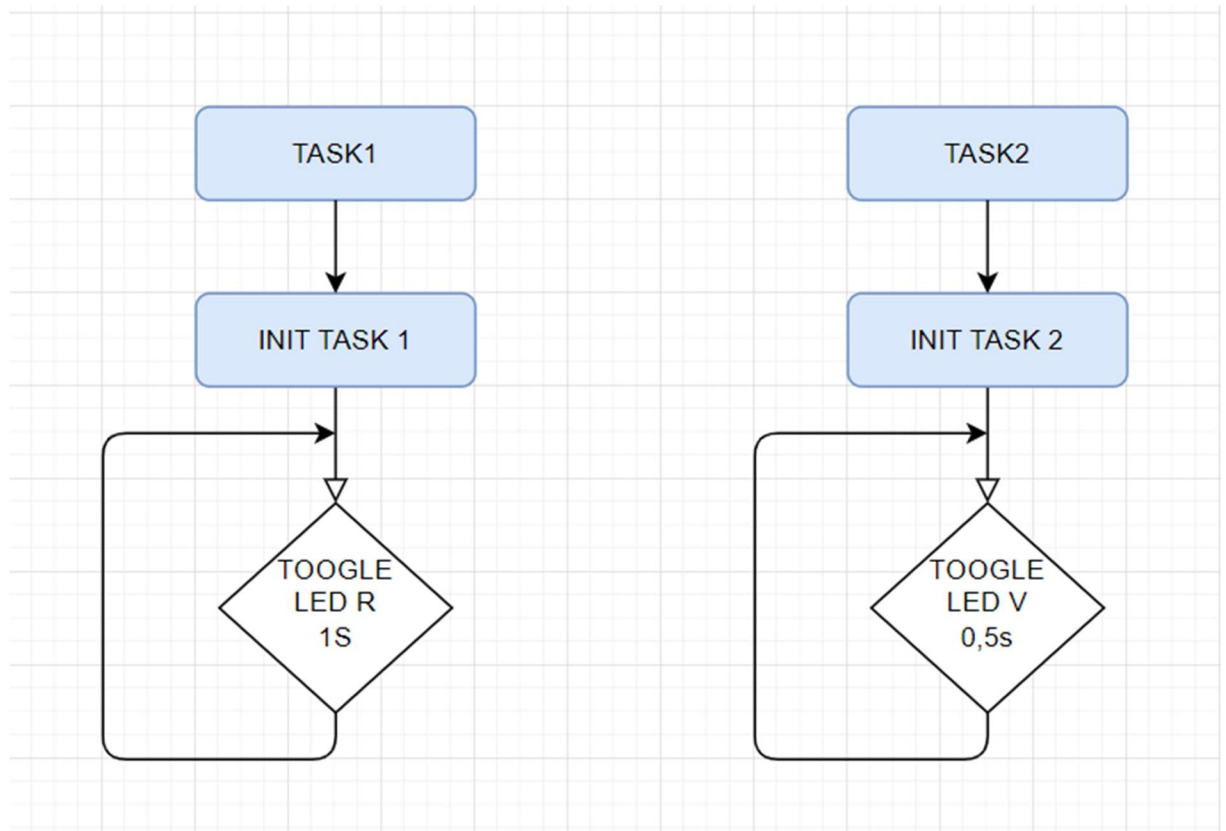 TASK1
INIT TASK 1
TOOGLE
LED R
1S
TASK2
INIT TASK 2
TOOGLE
LED V
0,5s